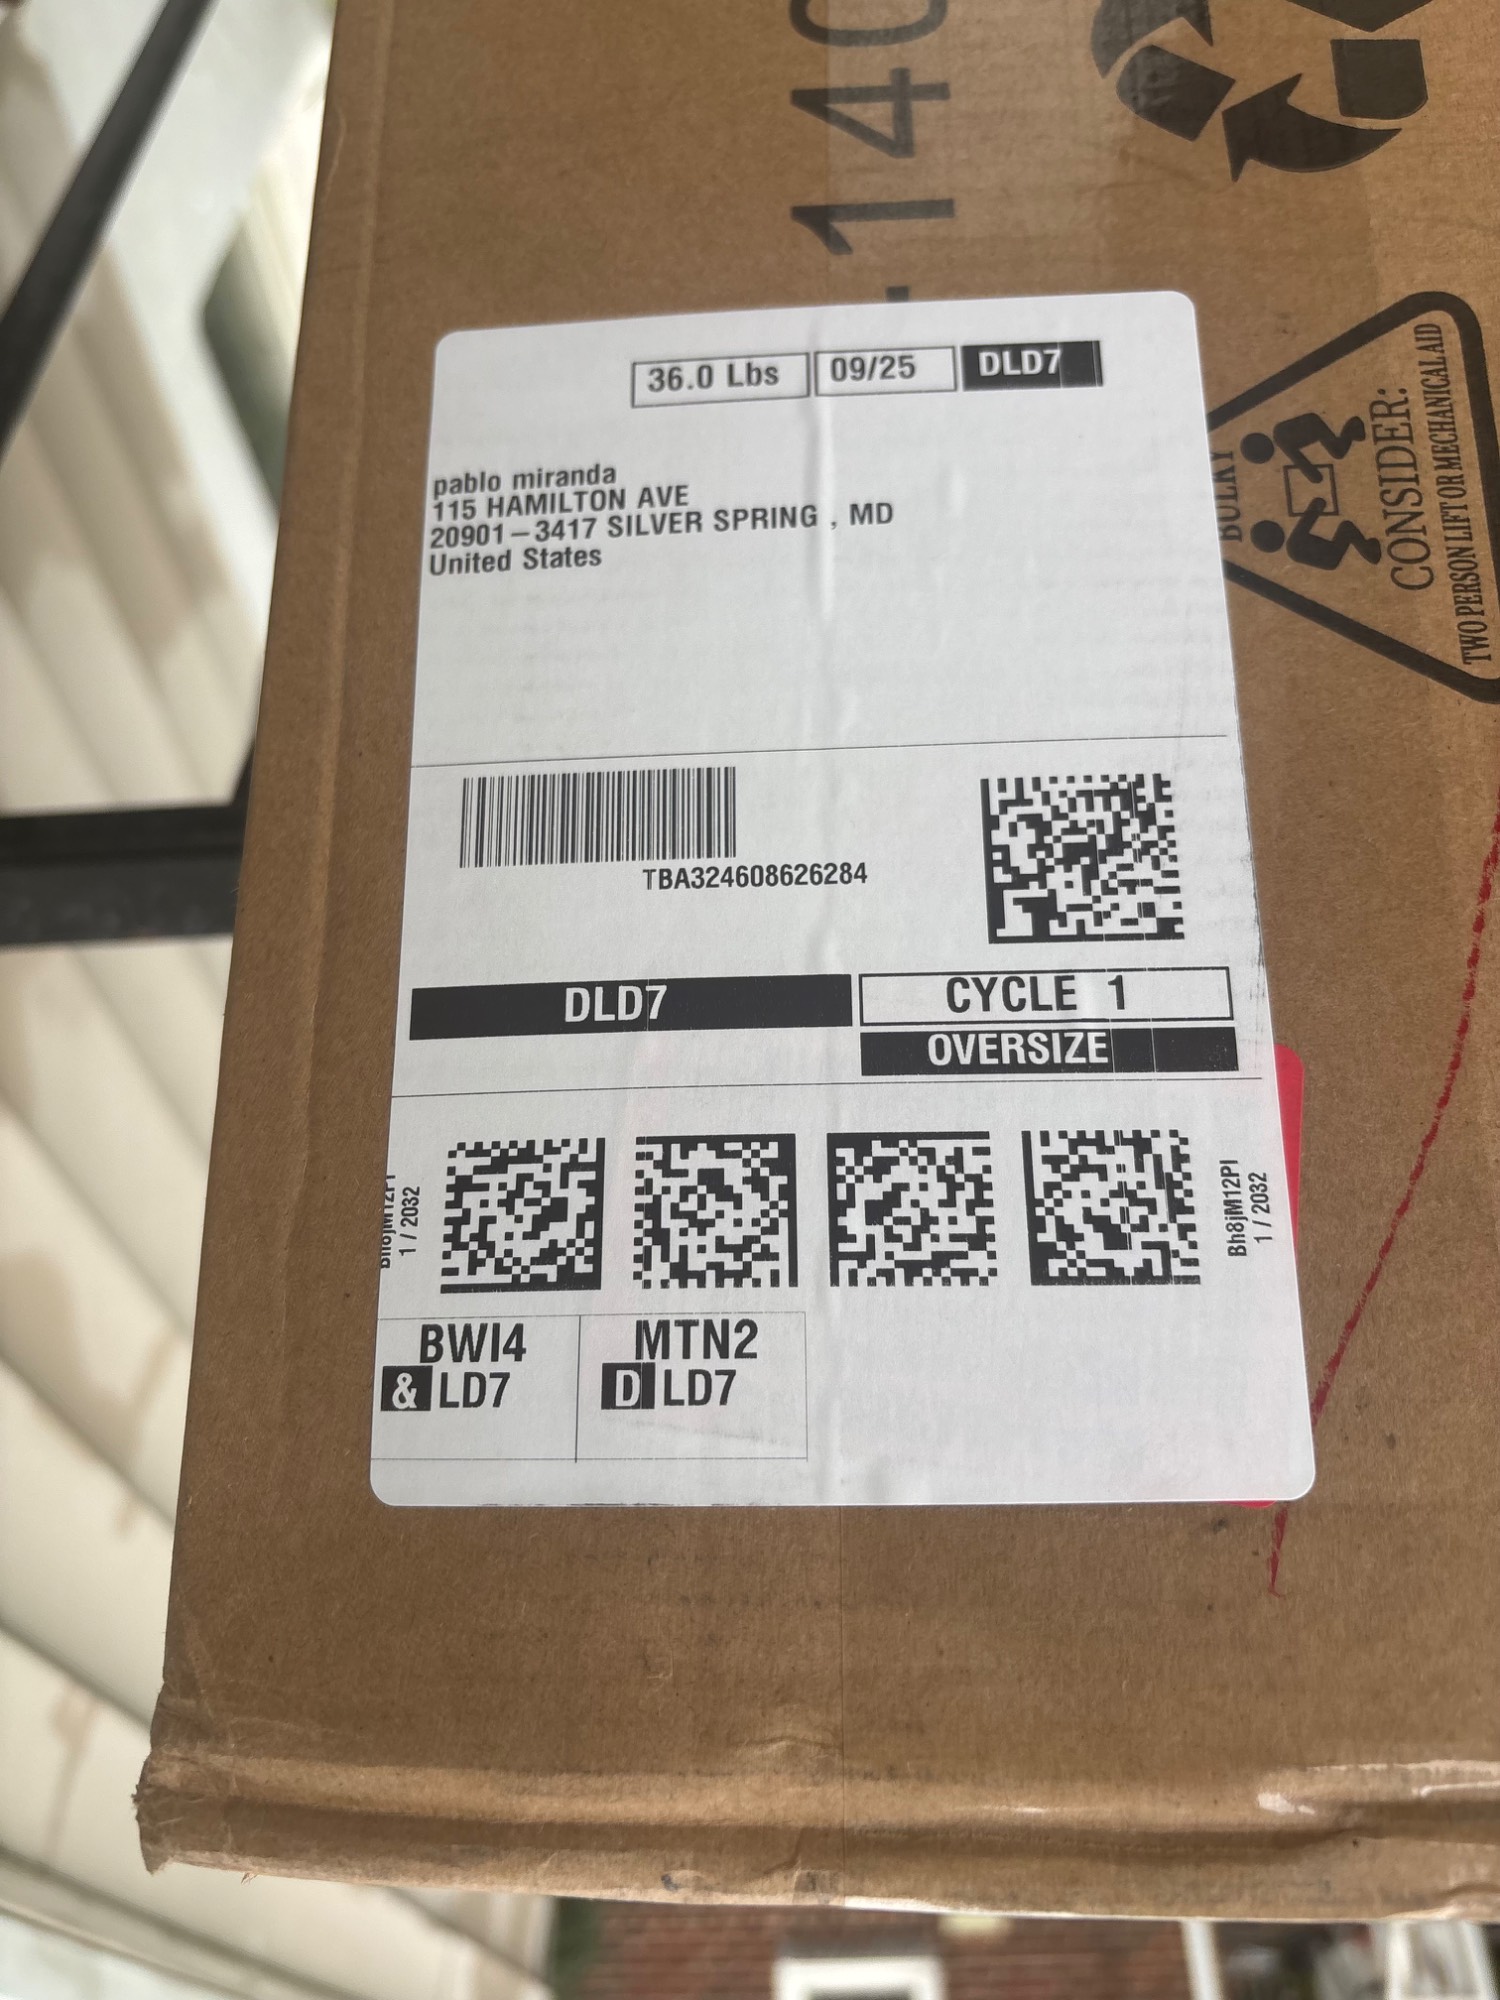 140
BULKY
CONSIDER:
TWO PERSON LIFT OR MECHANICAL AID
36.0 Lbs 09/25 DLD7
pablo miranda
115 HAMILTON AVE
20901-3417 SILVER SPRING , MD
United States
TBA324608626284
DLD7 CYCLE 1
OVERSIZE
1 / 2032
Bh8jM12PI
1 / 2032
BWI4 MTN2
&LD7 DLD7